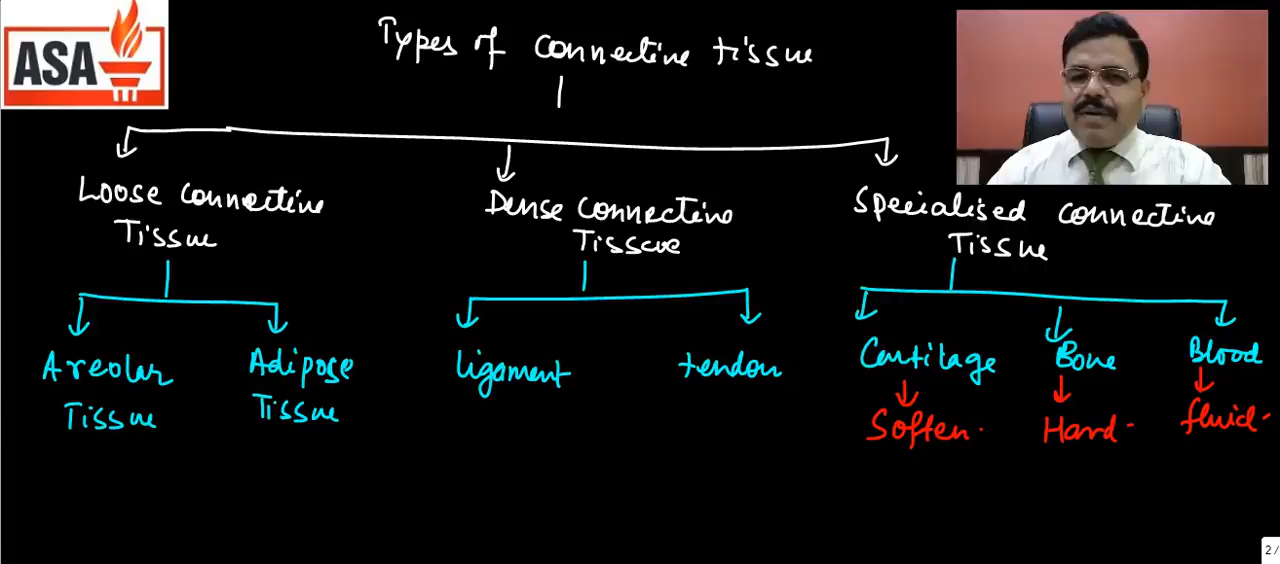 ASA
Types of connective tissue
Loose connective
Tissue
Dense connective
Tissue
Specialised connective
Tissue
Areolar
Tissue
Adipose
Tissue
Ligament
tendon
Cartilage
Bone
Blood
Soften.
Hard.
fluid.
2/